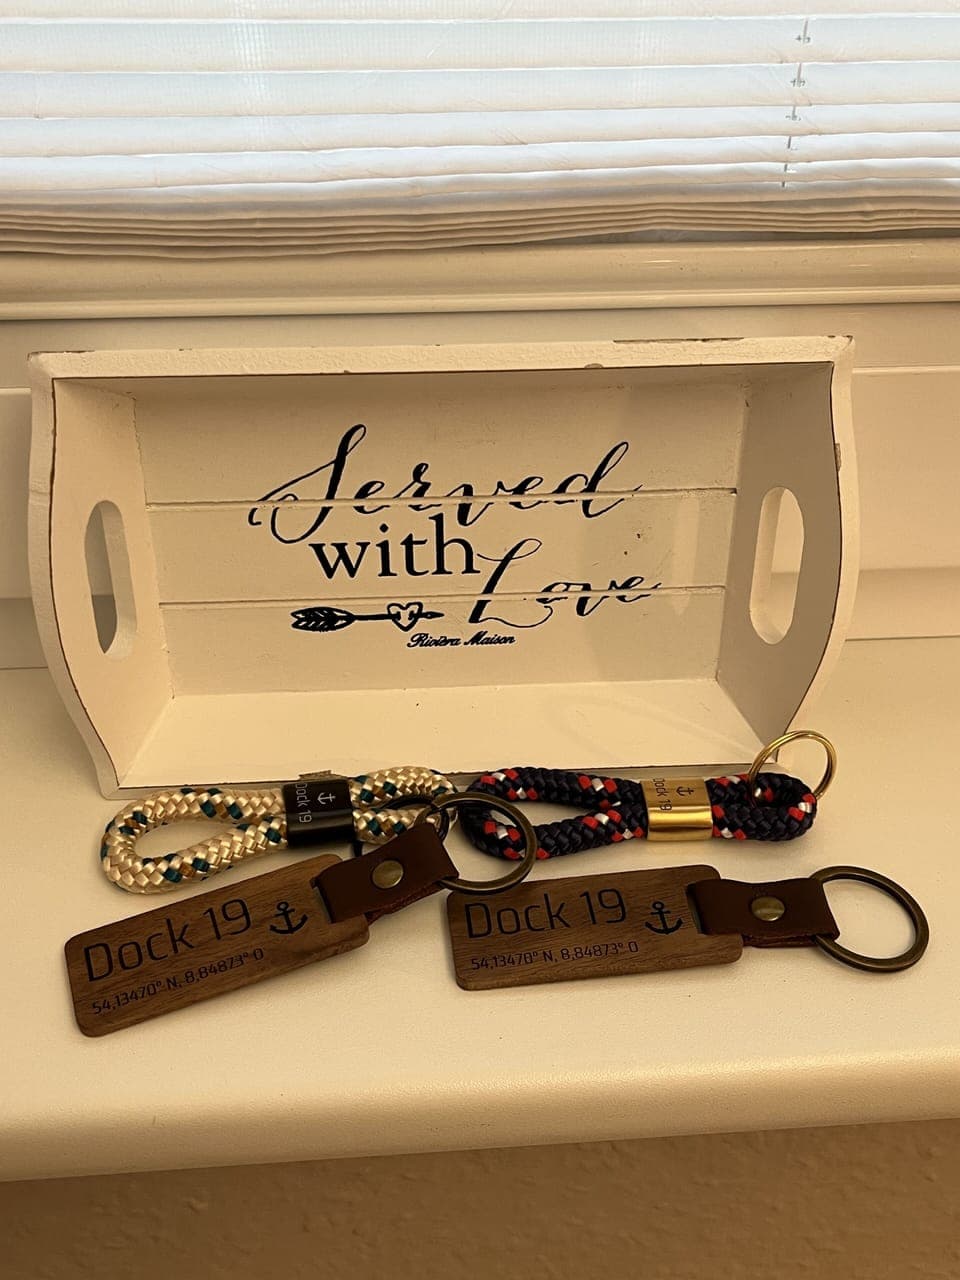 Served
with Love
Rivièra Maison
Dock 19
Dock 19
Dock 19
54,13470° N, 8,84873° O
Dock 19
54,13470° N, 8,84873° O